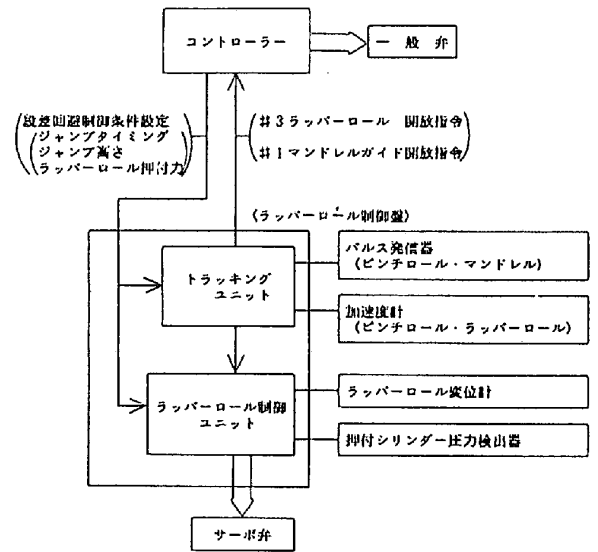 コントローラー
一般弁
段差回避制御条件設定
ジャンプタイミング
ジャンプ高さ
ラッパーロール押付力
#3ラッパーロール 開放指令
#1マンドレルガイド開放指令
(ラッパーロール制御盤)
トラッキング
ユニット
パルス発信器
(ピンチロール・マンドレル)
加速度計
(ピンチロール・ラッパーロール)
ラッパーロール制御
ユニット
ラッパーロール変位計
押付シリンダー圧力検出器
サーボ弁